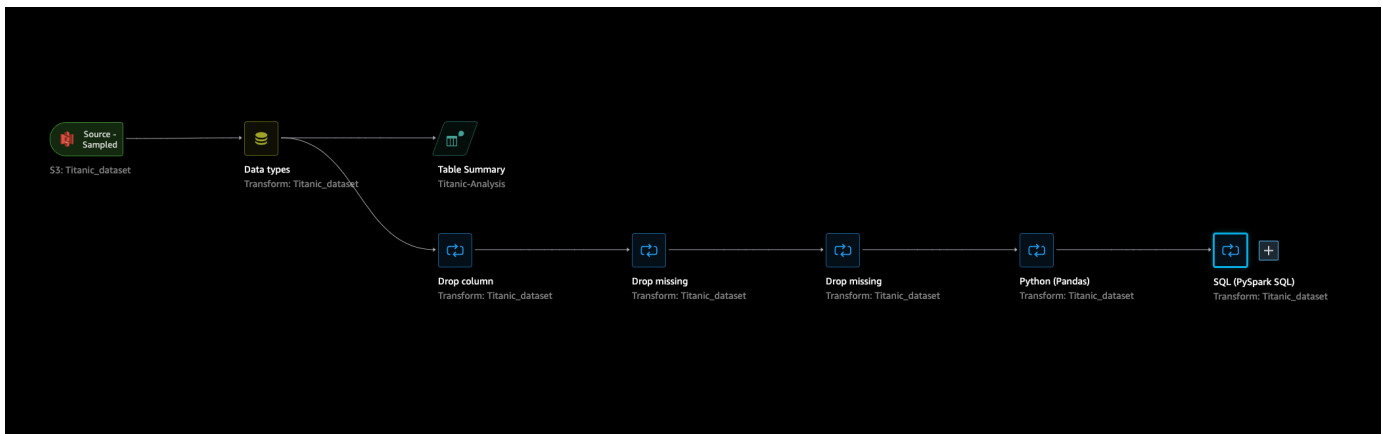 Source -
Sampled
S3: Titanic_dataset
Data types
Transform: Titanic_dataset
Table Summary
Titanic-Analysis
Drop column
Transform: Titanic_dataset
Drop missing
Transform: Titanic_dataset
Drop missing
Transform: Titanic_dataset
Python (Pandas)
Transform: Titanic_dataset
SQL (PySpark SQL)
Transform: Titanic_dataset